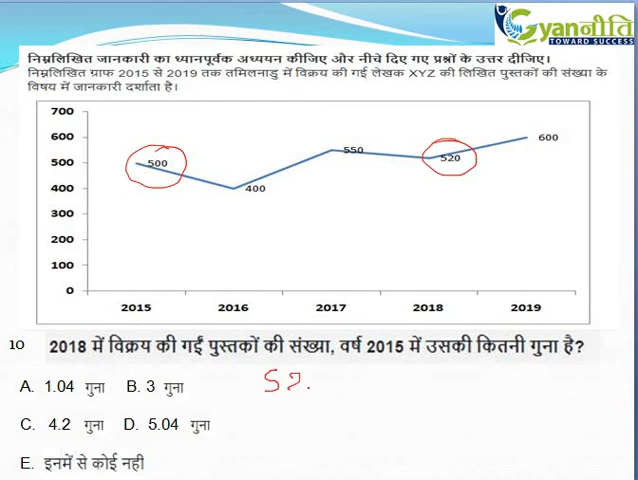 Gyanनीति
TOWARD SUCCESS
निम्नलिखित जानकारी का ध्यानपूर्वक अध्ययन कीजिए और नीचे दिए गए प्रश्नों के उत्तर दीजिए।
निम्नलिखित ग्राफ 2015 से 2019 तक तमिलनाडु में विक्रय की गई लेखक XYZ की लिखित पुस्तकों की संख्या के
विषय में जानकारी दर्शाता है।
700
600
500
400
300
200
100
0
500
400
550
520
600
2015 2016 2017 2018 2019
10 2018 में विक्रय की गई पुस्तकों की संख्या, वर्ष 2015 में उसकी कितनी गुना है?
A. 1.04 गुना B. 3 गुना
C. 4.2 गुना D. 5.04 गुना
E. इनमें से कोई नही